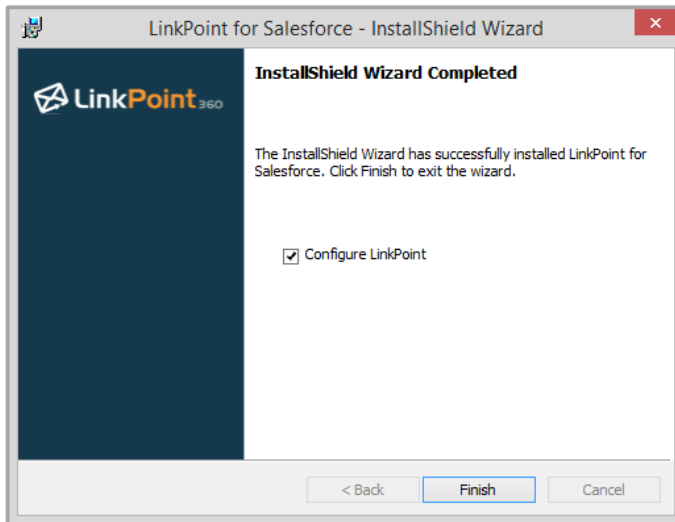 LinkPoint for Salesforce - InstallShield Wizard
LinkPoint360
InstallShield Wizard Completed
The InstallShield Wizard has successfully installed LinkPoint for
Salesforce. Click Finish to exit the wizard.
Configure LinkPoint
< Back Finish Cancel